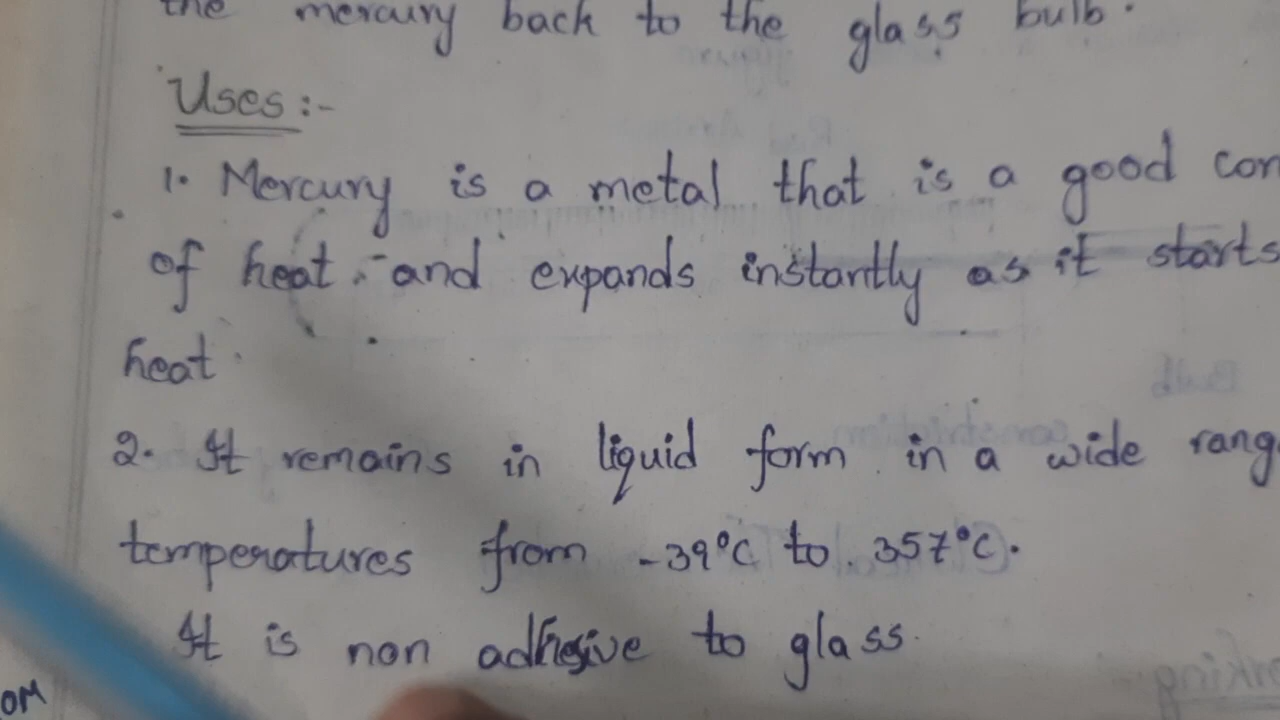 the mercury back to the glass bulb.
Uses:-
1. Mercury is a metal that is a good con
of heat. and expands instantly as it starts
heat.
2. It remains in liquid form in a wide rang
temperatures from -39°C to 357°C.
It is non adhesive to glass.
OM